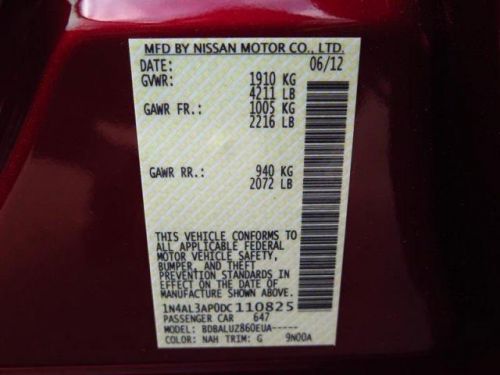 MFD BY NISSAN MOTOR CO., LTD.
DATE: 06/12
GVWR: 1910 KG
4211 LB
GAWR FR.: 1005 KG
2216 LB
GAWR RR.: 940 KG
2072 LB
THIS VEHICLE CONFORMS TO
ALL APPLICABLE FEDERAL
MOTOR VEHICLE SAFETY,
BUMPER, AND THEFT
PREVENTION STANDARDS IN
EFFECT ON THE DATE OF
MANUFACTURE SHOWN ABOVE.
1N4AL3AP0DC110825
PASSENGER CAR 647
MODEL: BDBALUZ860EUA-----
COLOR: NAH TRIM: G 9N00A